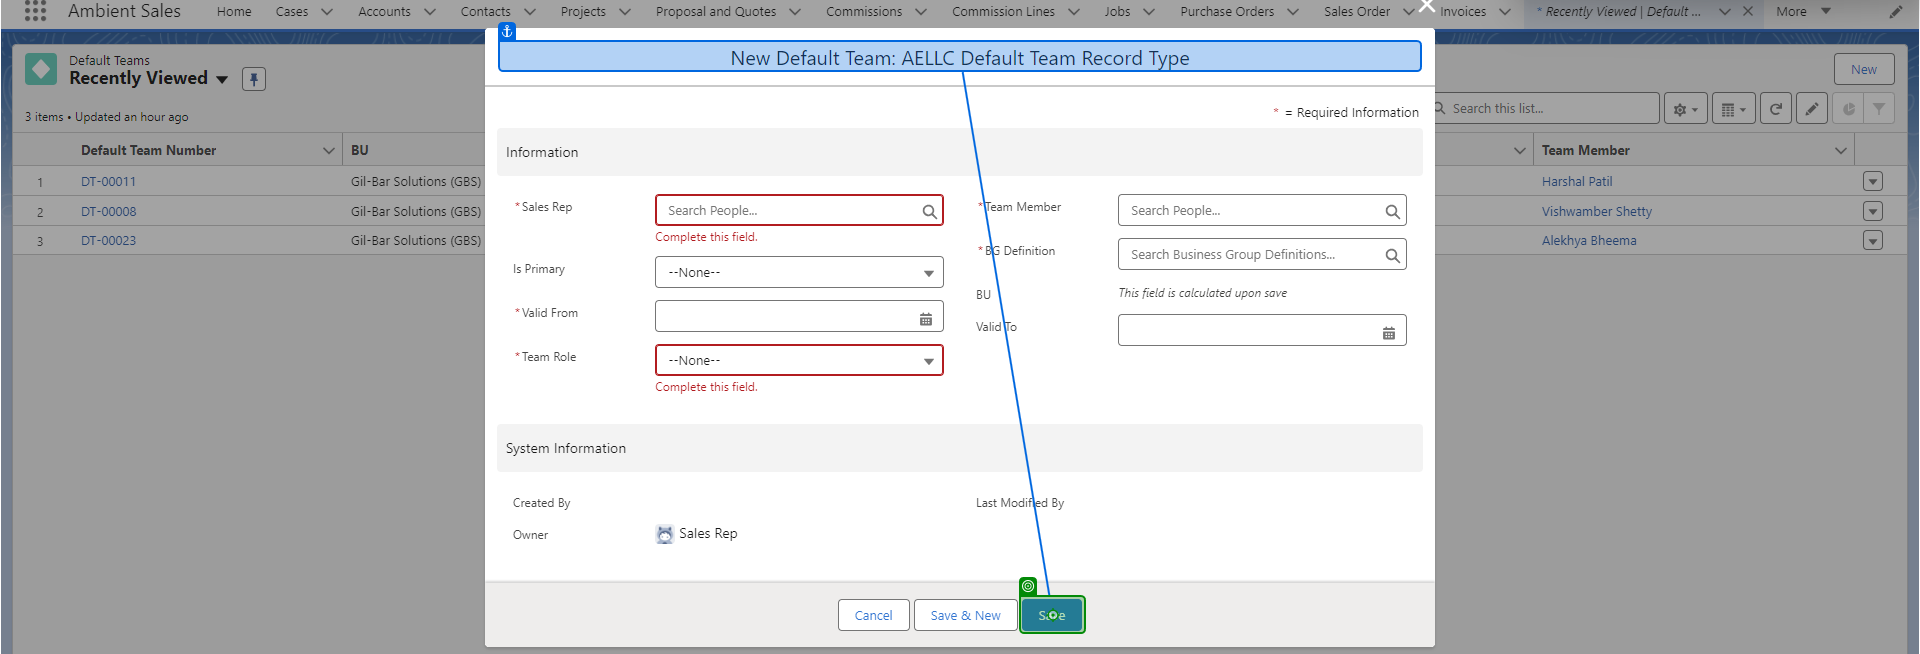 Ambient Sales Home Cases Accounts Contacts Projects Proposal and Quotes Commissions Commission Lines Jobs Purchase Orders Sales Order Invoices * Recently Viewed | Default ... More
Default Teams
Recently Viewed
New
3 items • Updated an hour ago
Search this list...
Default Team Number BU Team Member
1 DT-00011 Gil-Bar Solutions (GBS) Harshal Patil
2 DT-00008 Gil-Bar Solutions (GBS) Vishwamber Shetty
3 DT-00023 Gil-Bar Solutions (GBS) Alekhya Bheema
New Default Team: AELLC Default Team Record Type
* = Required Information
Information
*Sales Rep Search People... *Team Member Search People...
Complete this field.
*BG Definition Search Business Group Definitions...
Is Primary --None--
BU This field is calculated upon save
*Valid From Valid To
*Team Role --None--
Complete this field.
System Information
Created By Last Modified By
Owner Sales Rep
Cancel Save & New Save